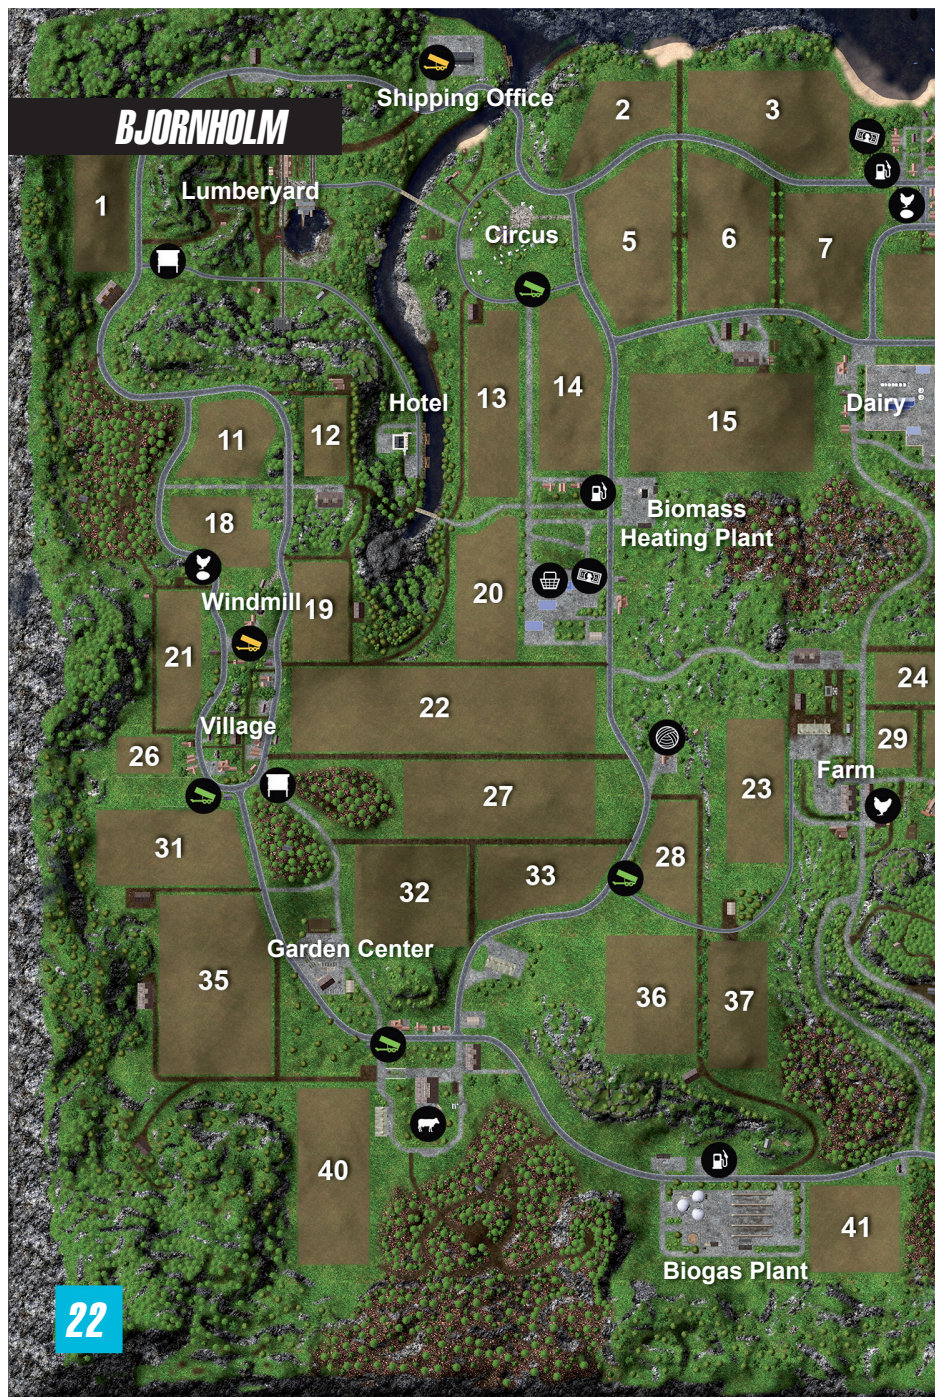 Shipping Office
BJORNHOLM
2
3
Lumberyard
1
Circus
5
6
7
Hotel
13
14
15
Dairy
11
12
18
Biomass
Heating Plant
20
Windmill
19
21
24
22
Village
26
29
Farm
23
27
31
28
32
33
Garden Center
35
36
37
40
41
Biogas Plant
22